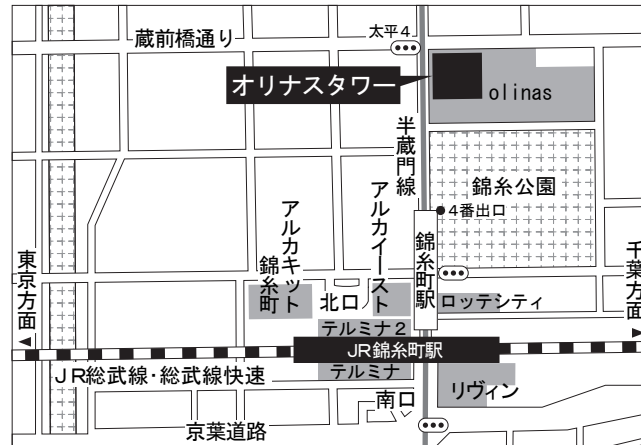 蔵前橋通り
太平4
オリナスタワー
olinas
半蔵門線
錦糸公園
4番出口
アルカキット
錦糸町
アルカイースト
錦糸町駅
東京方面
千葉方面
北口
ロッテシティ
テルミナ2
JR錦糸町駅
JR総武線・総武線快速
テルミナ
リヴィン
南口
京葉道路